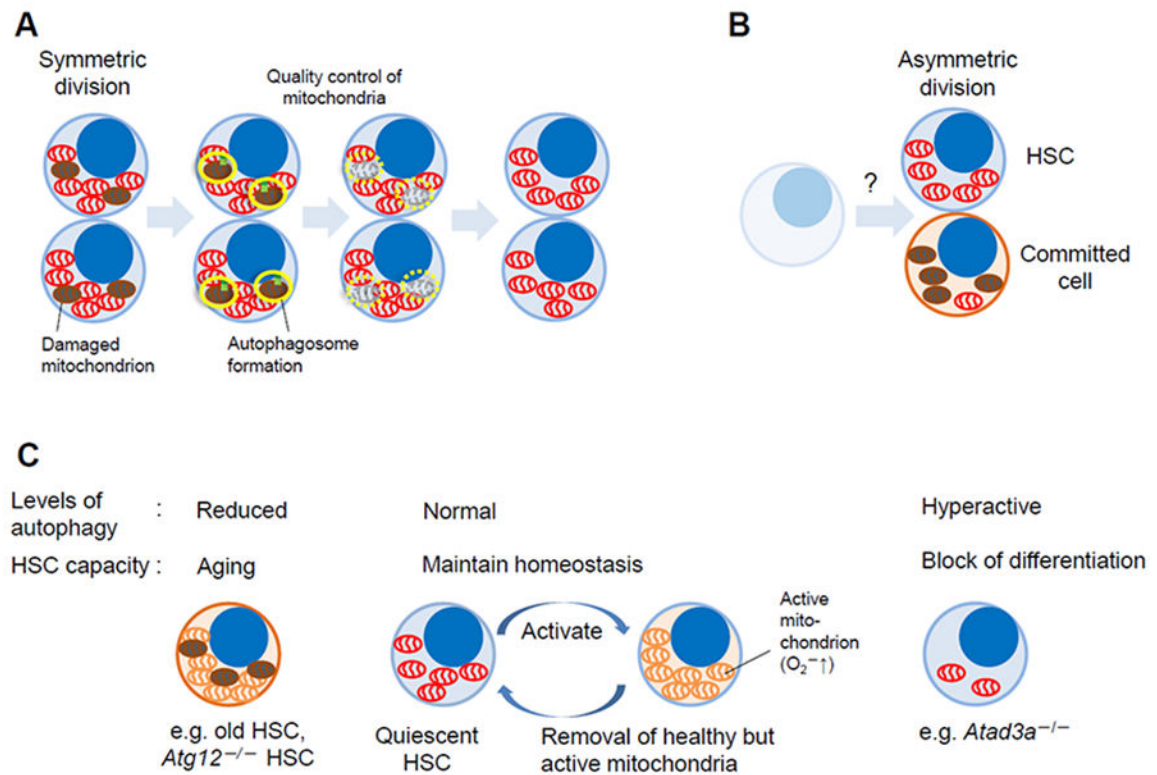 A
Symmetric
division
Quality control of
mitochondria
Damaged
mitochondrion
Autophagosome
formation
B
Asymmetric
division
?
HSC
Committed
cell
C
Levels of
autophagy : Reduced Normal Hyperactive
HSC capacity : Aging Maintain homeostasis Block of differentiation
Activate
Active
mito-
chondrion
(O₂⁻↑)
e.g. old HSC,
Atg12⁻/⁻ HSC
Quiescent
HSC
Removal of healthy but
active mitochondria
e.g. Atad3a⁻/⁻